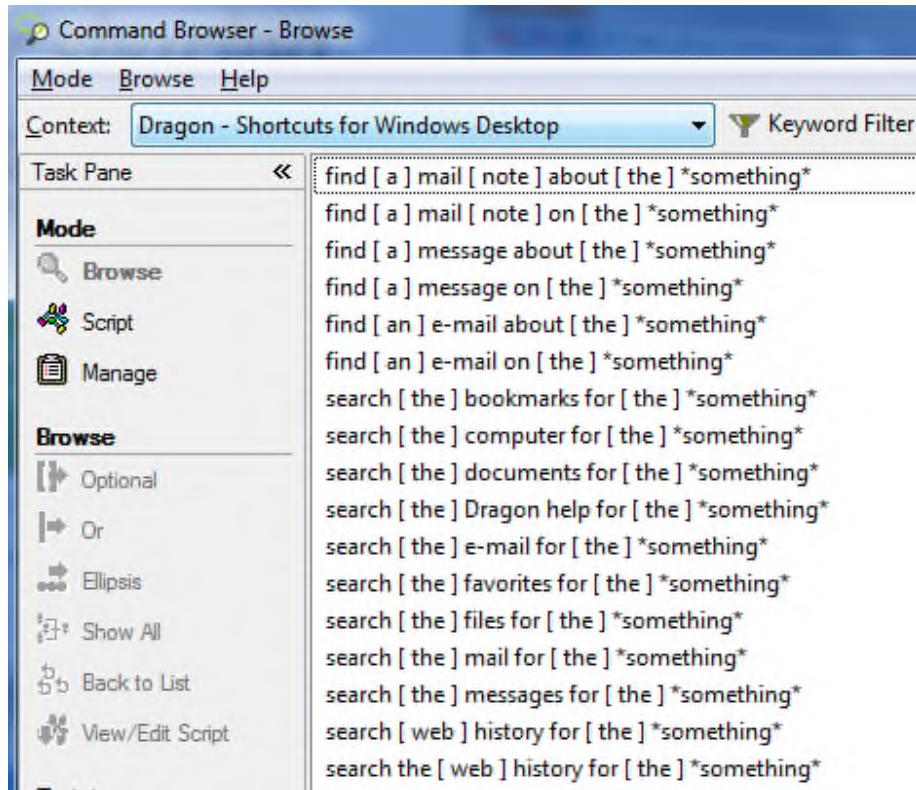 Command Browser - Browse
Mode Browse Help
Context: Dragon - Shortcuts for Windows Desktop Keyword Filter
Task Pane «
Mode
Browse
Script
Manage
Browse
Optional
Or
Ellipsis
Show All
Back to List
View/Edit Script
find [ a ] mail [ note ] about [ the ] *something*
find [ a ] mail [ note ] on [ the ] *something*
find [ a ] message about [ the ] *something*
find [ a ] message on [ the ] *something*
find [ an ] e-mail about [ the ] *something*
find [ an ] e-mail on [ the ] *something*
search [ the ] bookmarks for [ the ] *something*
search [ the ] computer for [ the ] *something*
search [ the ] documents for [ the ] *something*
search [ the ] Dragon help for [ the ] *something*
search [ the ] e-mail for [ the ] *something*
search [ the ] favorites for [ the ] *something*
search [ the ] files for [ the ] *something*
search [ the ] mail for [ the ] *something*
search [ the ] messages for [ the ] *something*
search [ web ] history for [ the ] *something*
search the [ web ] history for [ the ] *something*